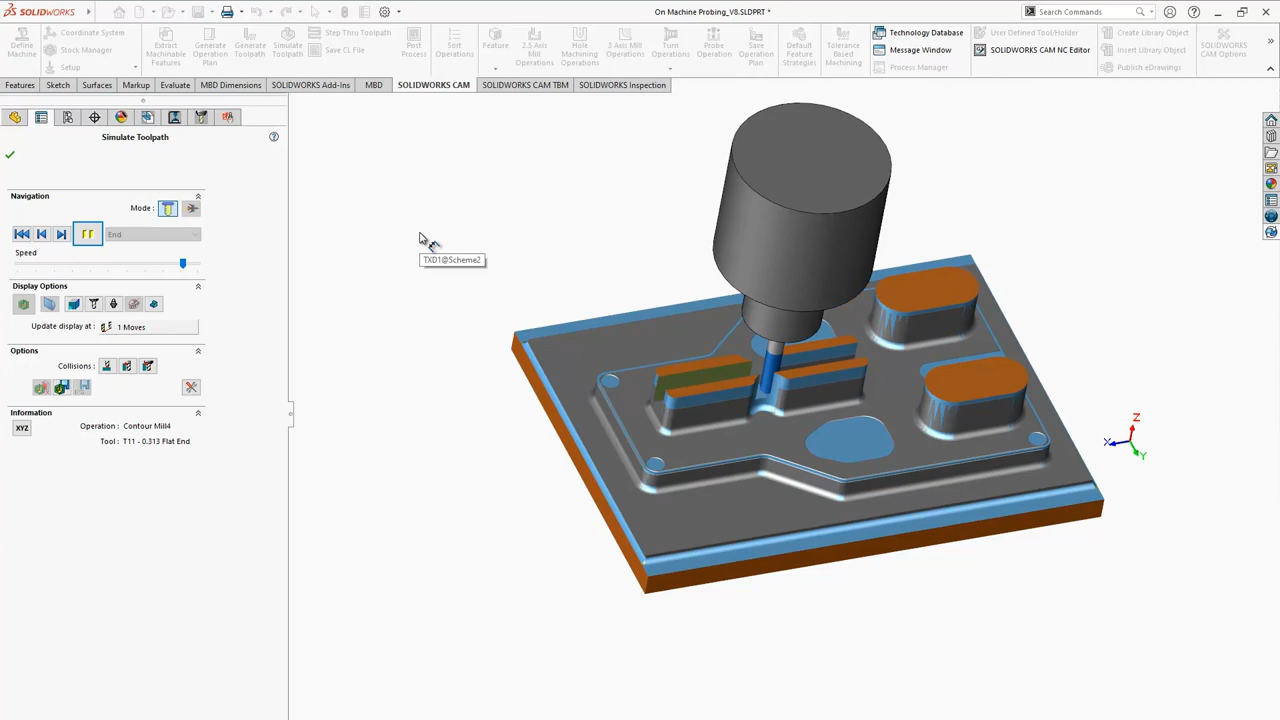 SOLIDWORKS
On Machine Probing_V8.SLDPRT *
Search Commands
Define Machine
Coordinate System
Stock Manager
Setup
Extract Machinable Features
Generate Operation Plan
Generate Toolpath
Simulate Toolpath
Step Thru Toolpath
Save CL File
Post Process
Sort Operations
Feature
2.5 Axis Mill Operations
Hole Machining Operations
3 Axis Mill Operations
Turn Operations
Probe Operation
Save Operation Plan
Default Feature Strategies
Tolerance Based Machining
Technology Database
Message Window
Process Manager
User Defined Tool/Holder
SOLIDWORKS CAM NC Editor
Create Library Object
Insert Library Object
Publish eDrawings
SOLIDWORKS CAM Options
Features
Sketch
Surfaces
Markup
Evaluate
MBD Dimensions
SOLIDWORKS Add-Ins
MBD
SOLIDWORKS CAM
SOLIDWORKS CAM TBM
SOLIDWORKS Inspection
Simulate Toolpath
Navigation
Mode :
End
Speed
Display Options
Update display at :
1 Moves
Options
Collisions :
Information
XYZ
Operation: Contour Mill4
Tool : T11 - 0.313 Flat End
TXD1@Scheme2
Z
X
Y